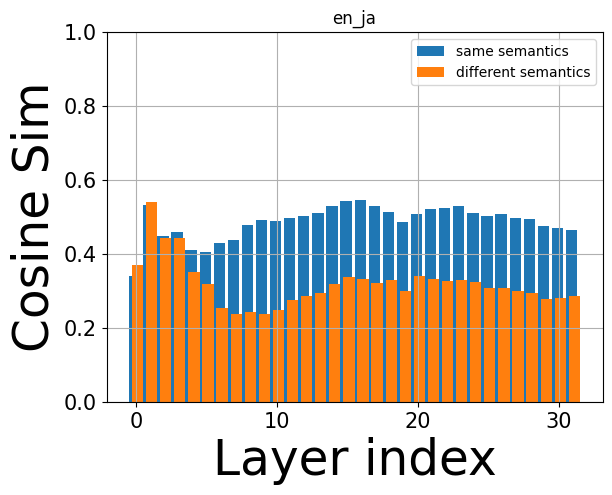 en_ja
same semantics
different semantics
Cosine Sim
1.0
0.8
0.6
0.4
0.2
0.0
0 10 20 30
Layer index